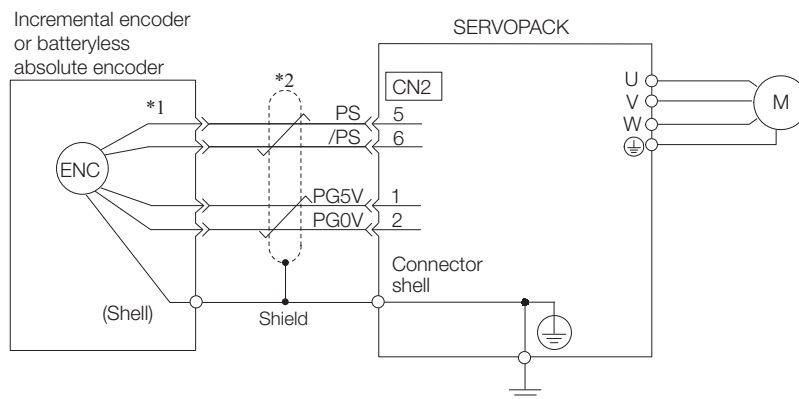 Incremental encoder
or batteryless
absolute encoder
SERVOPACK
*1
*2
CN2
ENC
PS
5
/PS
6
PG5V
1
PG0V
2
U
V
W
M
Connector
shell
(Shell)
Shield